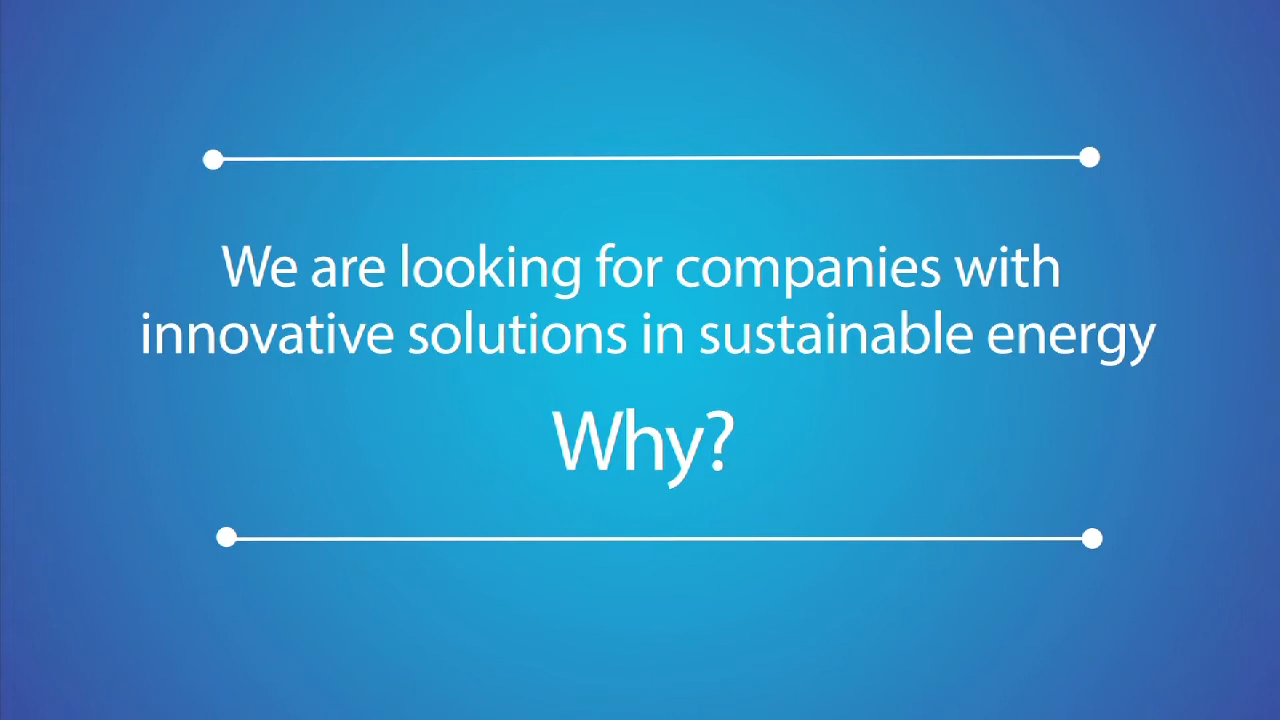 We are looking for companies with
innovative solutions in sustainable energy
Why?